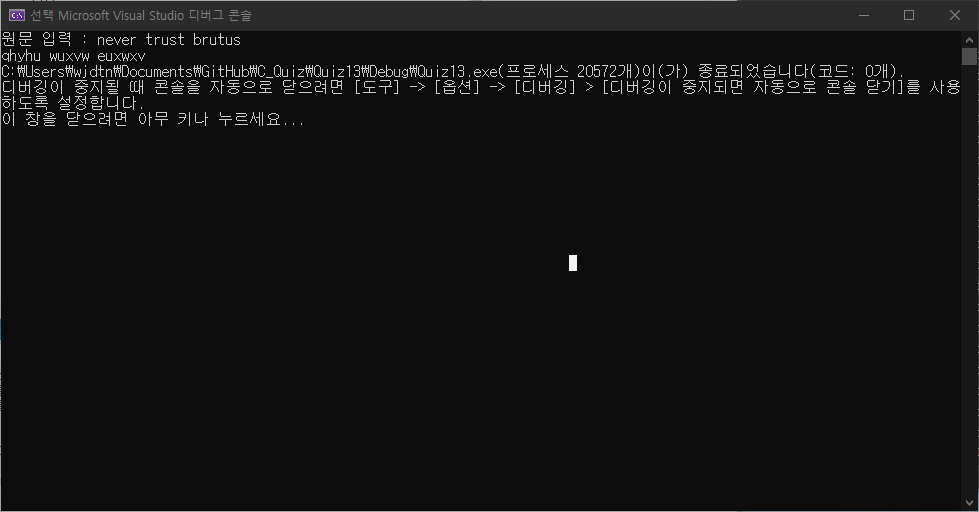 선택 Microsoft Visual Studio 디버그 콘솔
원문 입력 : never trust brutus
qhyhu wuxvw euxwxv
C:₩Users₩wjdtn₩Documents₩GitHub₩C_Quiz₩Quiz13₩Debug₩Quiz13.exe(프로세스 20572개)이(가) 종료되었습니다(코드: 0개).
디버깅이 중지될 때 콘솔을 자동으로 닫으려면 [도구] -> [옵션] -> [디버깅] > [디버깅이 중지되면 자동으로 콘솔 닫기]를 사용
하도록 설정합니다.
이 창을 닫으려면 아무 키나 누르세요...